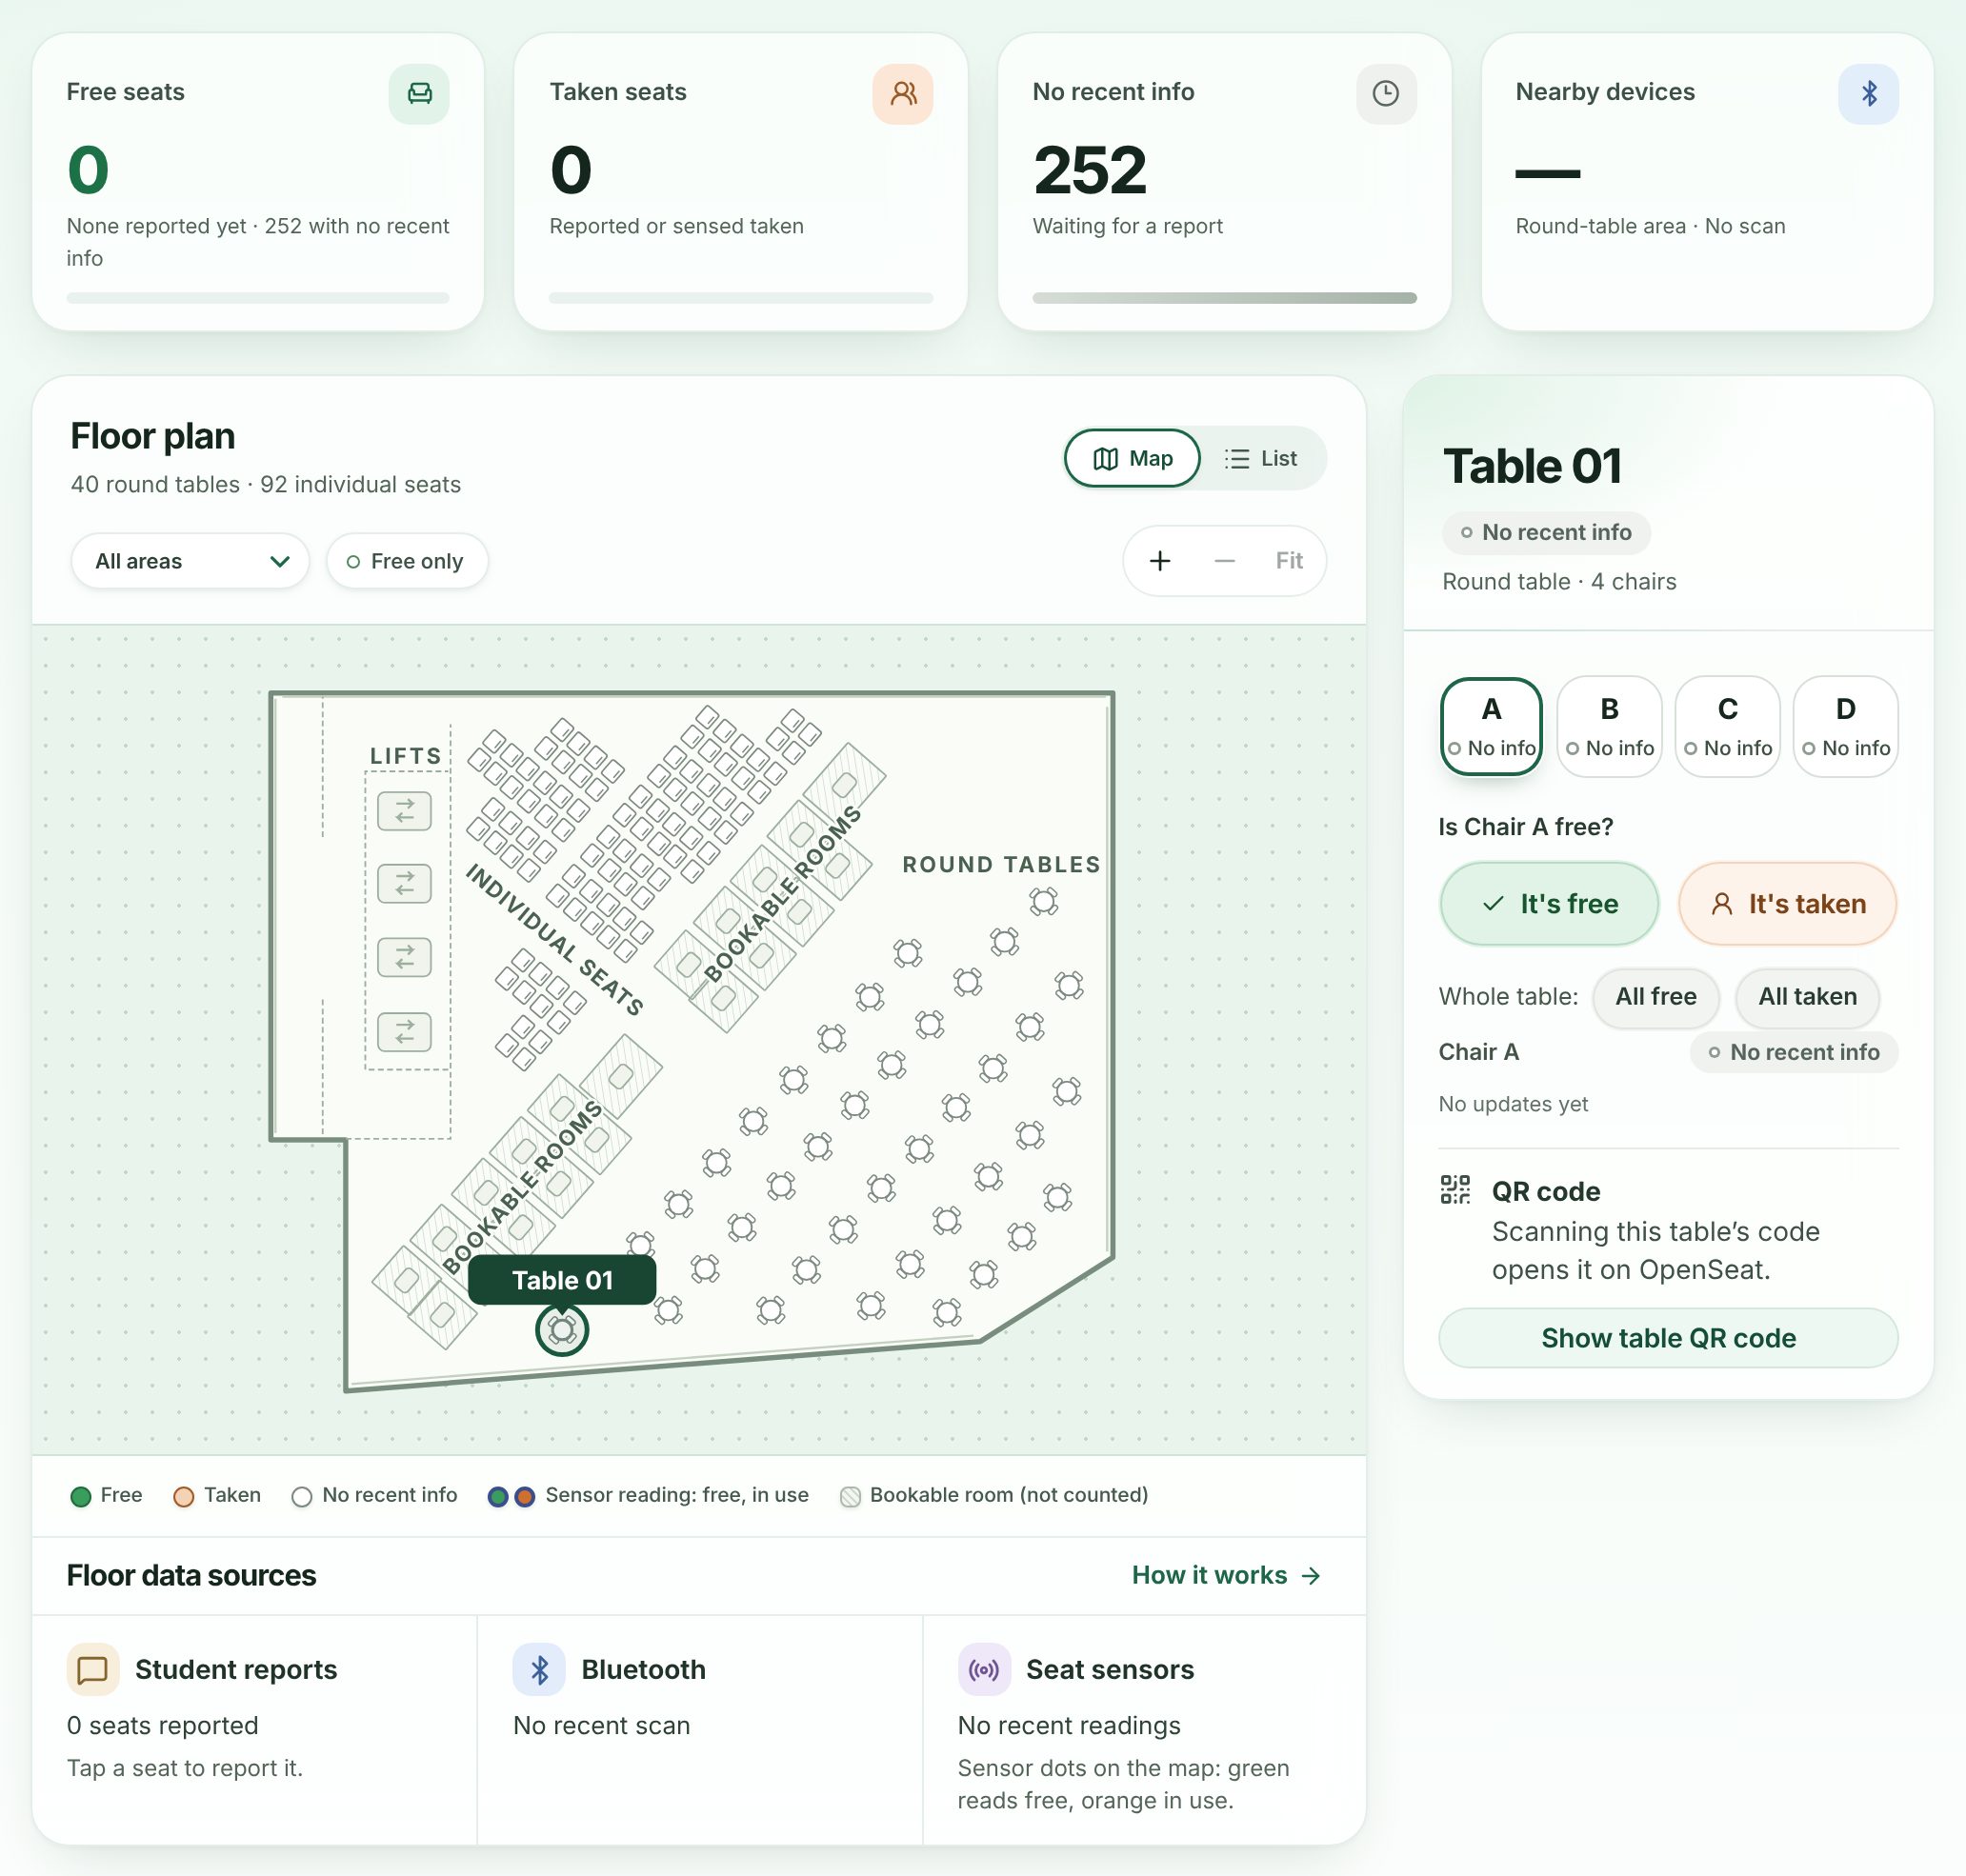 Free seats
0
None reported yet · 252 with no recent
info
Taken seats
0
Reported or sensed taken
No recent info
252
Waiting for a report
Nearby devices
—
Round-table area · No scan
Floor plan
40 round tables · 92 individual seats
Map
List
All areas
Free only
+
−
Fit
LIFTS
INDIVIDUAL SEATS
BOOKABLE ROOMS
ROUND TABLES
BOOKABLE ROOMS
Table 01
Free
Taken
No recent info
Sensor reading: free, in use
Bookable room (not counted)
Floor data sources
How it works →
Student reports
0 seats reported
Tap a seat to report it.
Bluetooth
No recent scan
Seat sensors
No recent readings
Sensor dots on the map: green
reads free, orange in use.
Table 01
No recent info
Round table · 4 chairs
A
No info
B
No info
C
No info
D
No info
Is Chair A free?
It's free
It's taken
Whole table:
All free
All taken
Chair A
No recent info
No updates yet
QR code
Scanning this table’s code
opens it on OpenSeat.
Show table QR code